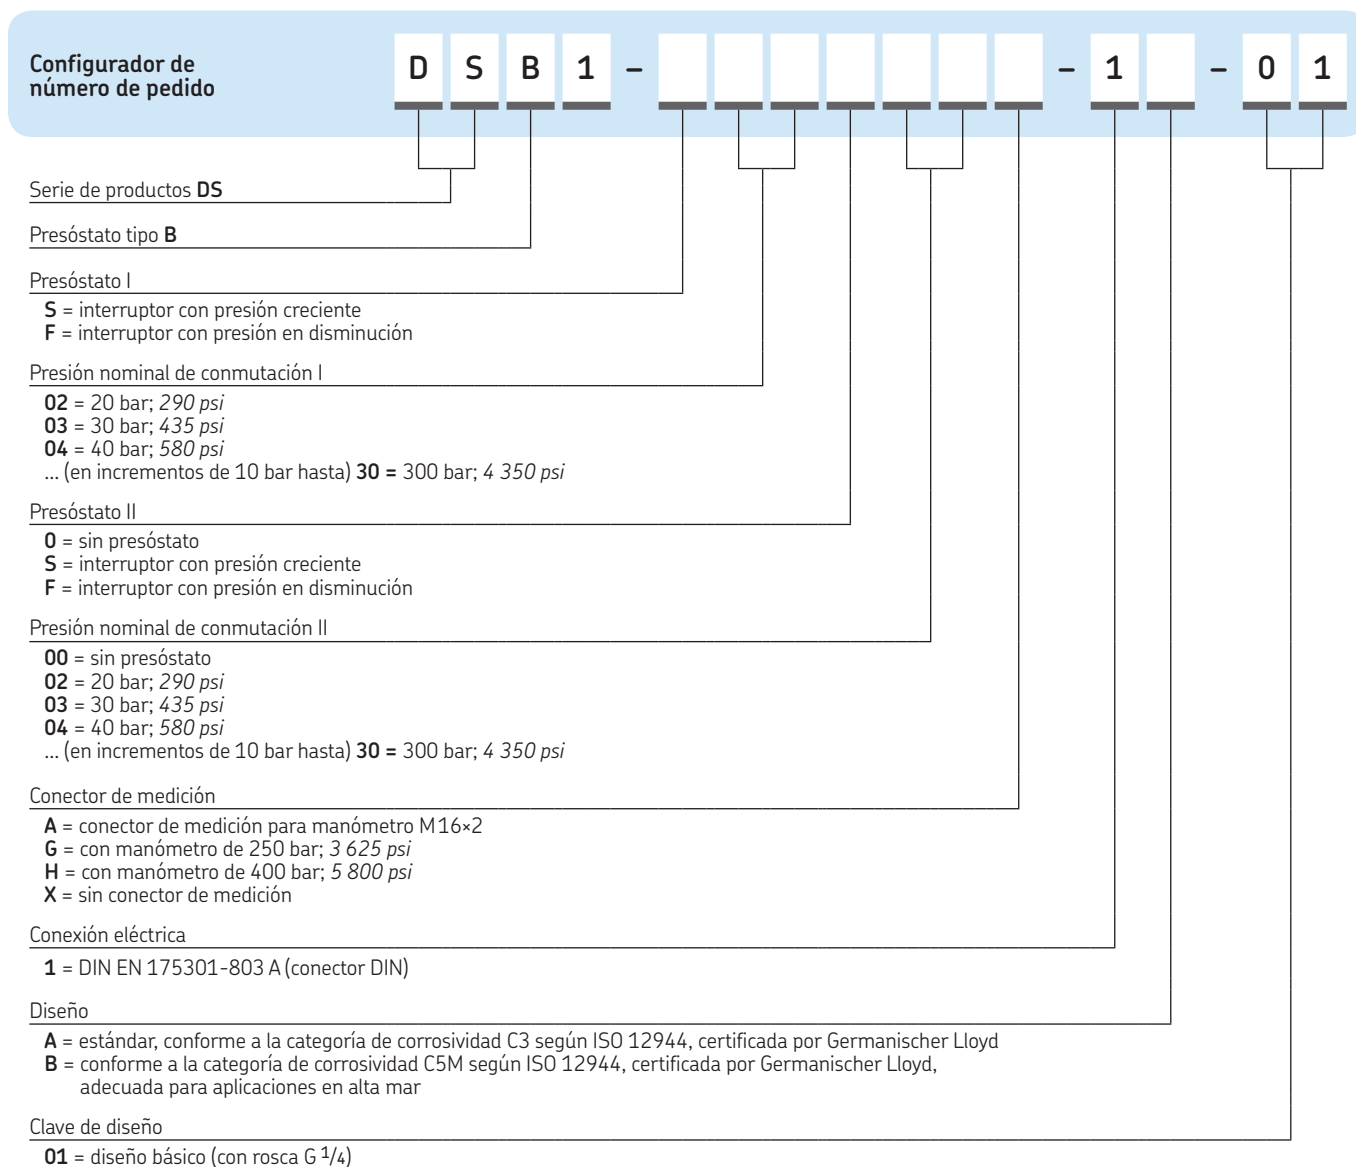 Configurador de
número de pedido
D S B 1 – – 1 – 0 1
Serie de productos DS
Presóstato tipo B
Presóstato I
S = interruptor con presión creciente
F = interruptor con presión en disminución
Presión nominal de conmutación I
02 = 20 bar; 290 psi
03 = 30 bar; 435 psi
04 = 40 bar; 580 psi
... (en incrementos de 10 bar hasta) 30 = 300 bar; 4 350 psi
Presóstato II
0 = sin presóstato
S = interruptor con presión creciente
F = interruptor con presión en disminución
Presión nominal de conmutación II
00 = sin presóstato
02 = 20 bar; 290 psi
03 = 30 bar; 435 psi
04 = 40 bar; 580 psi
... (en incrementos de 10 bar hasta) 30 = 300 bar; 4 350 psi
Conector de medición
A = conector de medición para manómetro M16×2
G = con manómetro de 250 bar; 3 625 psi
H = con manómetro de 400 bar; 5 800 psi
X = sin conector de medición
Conexión eléctrica
1 = DIN EN 175301-803 A (conector DIN)
Diseño
A = estándar, conforme a la categoría de corrosividad C3 según ISO 12944, certificada por Germanischer Lloyd
B = conforme a la categoría de corrosividad C5M según ISO 12944, certificada por Germanischer Lloyd,
adecuada para aplicaciones en alta mar
Clave de diseño
01 = diseño básico (con rosca G 1/4)